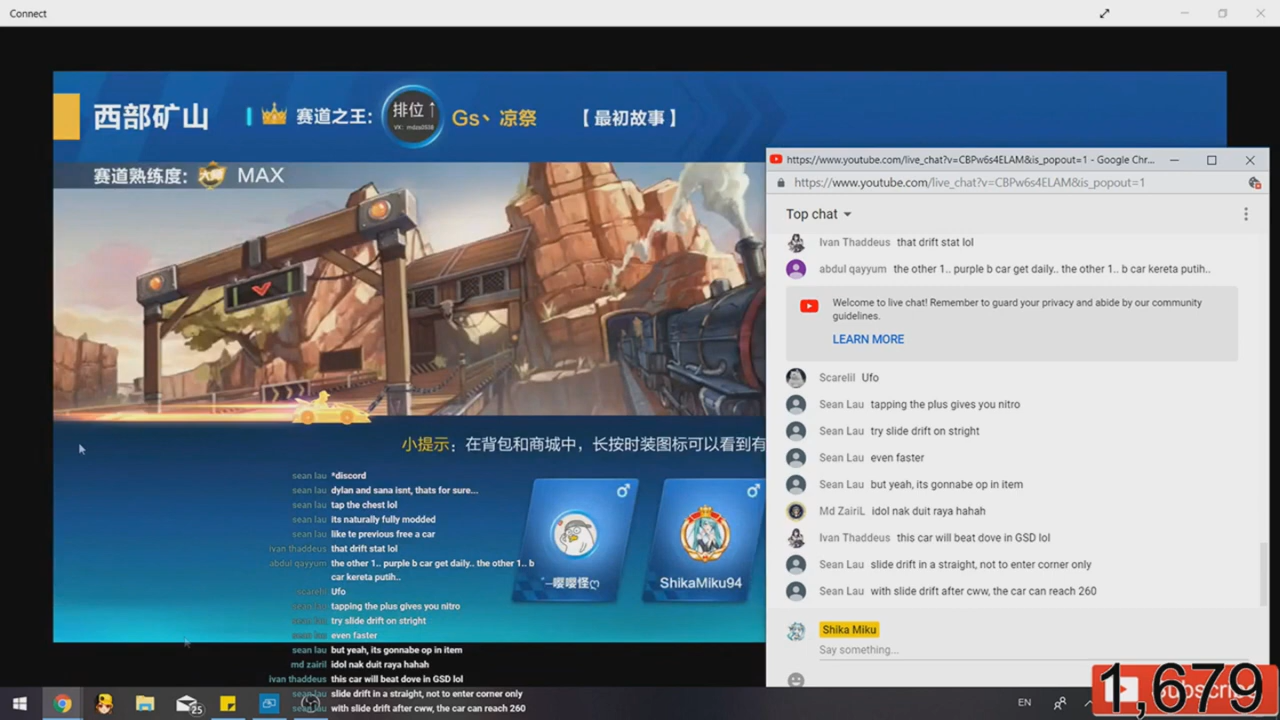 Connect
西部矿山
赛道之王:
排位↑
VX: mdza2658
Gs丶凉祭
【最初故事】
赛道熟练度:
MAX
小提示: 在背包和商城中，长按时装图标可以看到有
ShikaMiku94
sean lau *discord
sean lau dylan and sana isnt, thats for sure...
sean lau tap the chest lol
sean lau its naturally fully modded
sean lau like te previous free a car
ivan thaddeus that drift stat lol
abdul qayyum the other 1.. purple b car get daily.. the other 1.. b
car kereta putih..
scarelil Ufo
sean lau tapping the plus gives you nitro
sean lau try slide drift on stright
sean lau even faster
sean lau but yeah, its gonnabe op in item
md zairil idol nak duit raya hahah
ivan thaddeus this car will beat dove in GSD lol
sean lau slide drift in a straight, not to enter corner only
sean lau with slide drift after cww, the car can reach 260
https://www.youtube.com/live_chat?v=CBPw6s4ELAM&is_popout=1 - Google Chr...
https://www.youtube.com/live_chat?v=CBPw6s4ELAM&is_popout=1
Top chat
Ivan Thaddeus that drift stat lol
abdul qayyum the other 1.. purple b car get daily.. the other 1.. b car kereta putih..
Welcome to live chat! Remember to guard your privacy and abide by our community
guidelines.
LEARN MORE
Scarelil Ufo
Sean Lau tapping the plus gives you nitro
Sean Lau try slide drift on stright
Sean Lau even faster
Sean Lau but yeah, its gonnabe op in item
Md ZairiL idol nak duit raya hahah
Ivan Thaddeus this car will beat dove in GSD lol
Sean Lau slide drift in a straight, not to enter corner only
Sean Lau with slide drift after cww, the car can reach 260
Shika Miku
Say something...
1,679
25
EN